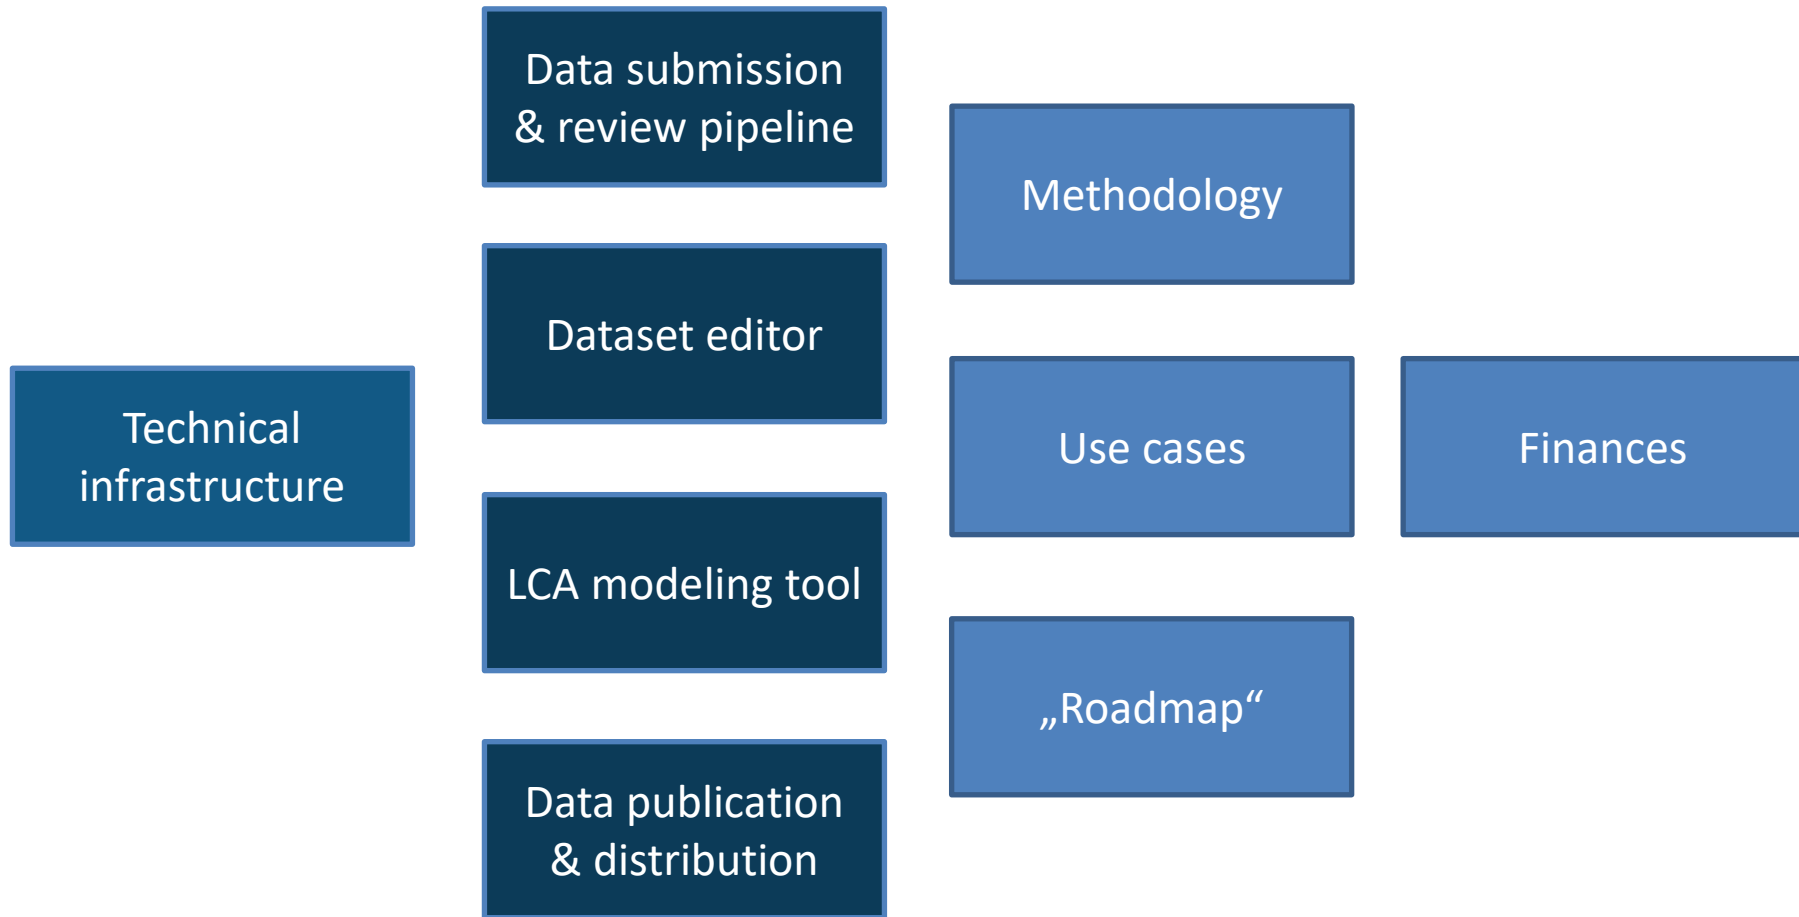 Technical
infrastructure
Data submission
& review pipeline
Dataset editor
LCA modeling tool
Data publication
& distribution
Methodology
Use cases
„Roadmap“
Finances